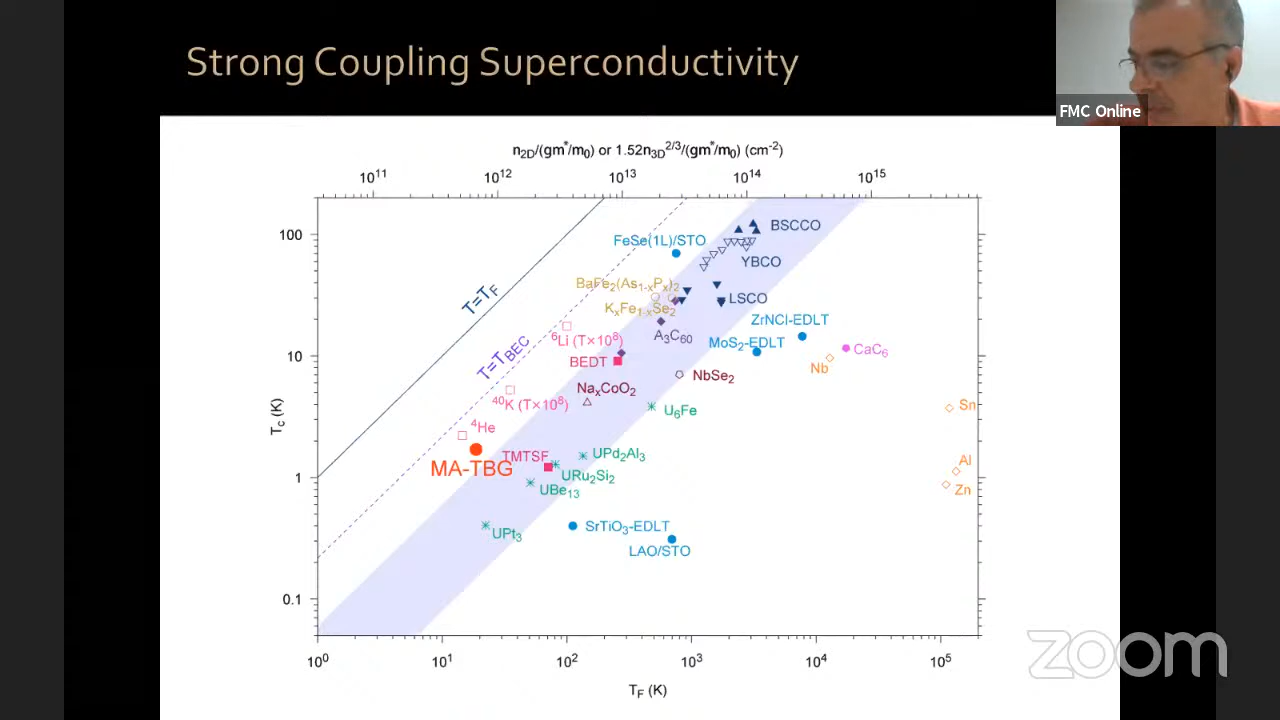 Strong Coupling Superconductivity
FMC Online
n2D/(gm*/m0) or 1.52n3D^2/3/(gm*/m0) (cm-2)
10^11 10^12 10^13 10^14 10^15
100
10
1
0.1
Tc (K)
T=TF
T=TBEC
FeSe(1L)/STO
BSCCO
YBCO
BaFe2(As1-xPx)2
KxFe1-xSe2
LSCO
ZrNCl-EDLT
A3C60
MoS2-EDLT
CaC6
6Li (T×10^8)
BEDT
Nb
NbSe2
NaxCoO2
40K (T×10^8)
U6Fe
Sn
4He
MA-TBG
TMTSF
UPd2Al3
Al
URu2Si2
UBe13
Zn
UPt3
SrTiO3-EDLT
LAO/STO
10^0 10^1 10^2 10^3 10^4 10^5
TF (K)
zoom